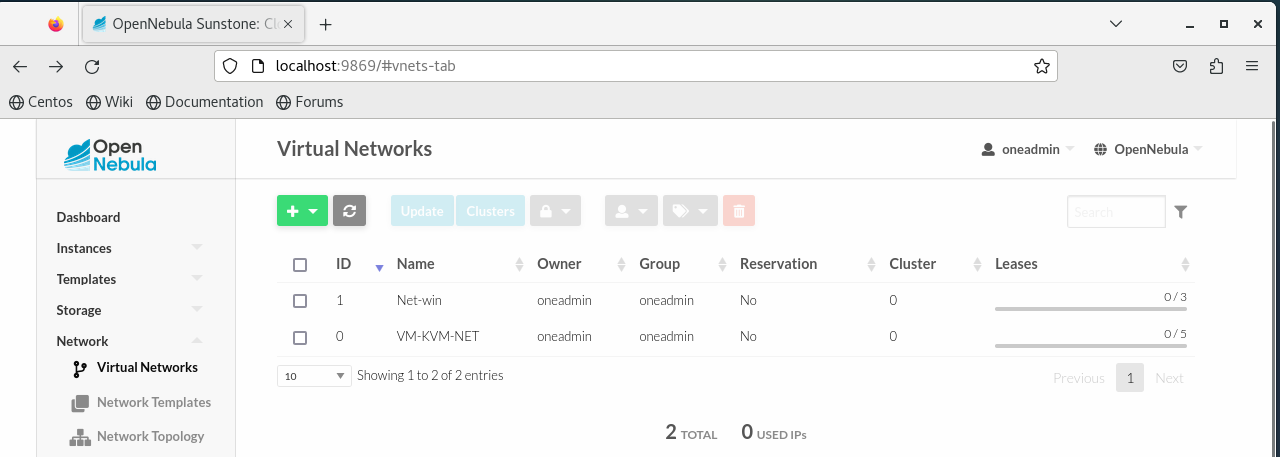 OpenNebula Sunstone: Cl
localhost:9869/#vnets-tab
Centos Wiki Documentation Forums
Open
Nebula
Virtual Networks
oneadmin OpenNebula
Dashboard
Instances
Templates
Storage
Network
Virtual Networks
Network Templates
Network Topology
Update Clusters Search
ID Name Owner Group Reservation Cluster Leases
1 Net-win oneadmin oneadmin No 0 0 / 3
0 VM-KVM-NET oneadmin oneadmin No 0 0 / 5
10 Showing 1 to 2 of 2 entries Previous 1 Next
2 TOTAL 0 USED IPs